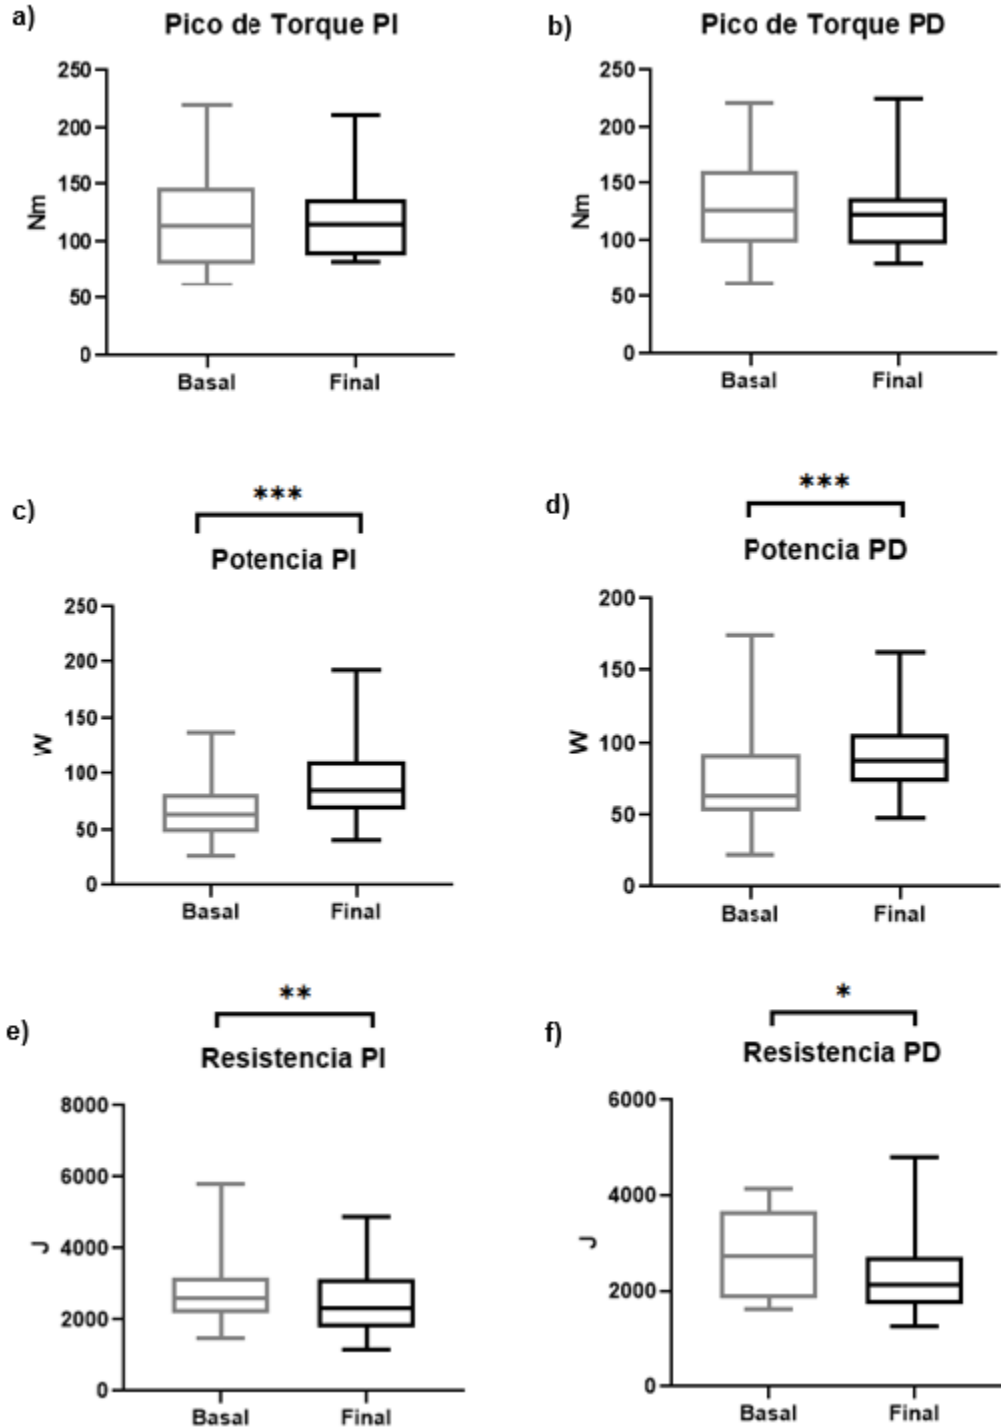 a)
Pico de Torque PI
250
200
150
100
50
0
Nm
Basal
Final
b)
Pico de Torque PD
250
200
150
100
50
0
Nm
Basal
Final
c)
***
Potencia PI
250
200
150
100
50
0
W
Basal
Final
d)
***
Potencia PD
200
150
100
50
0
W
Basal
Final
e)
**
Resistencia PI
8000
6000
4000
2000
0
J
Basal
Final
f)
*
Resistencia PD
6000
4000
2000
0
J
Basal
Final